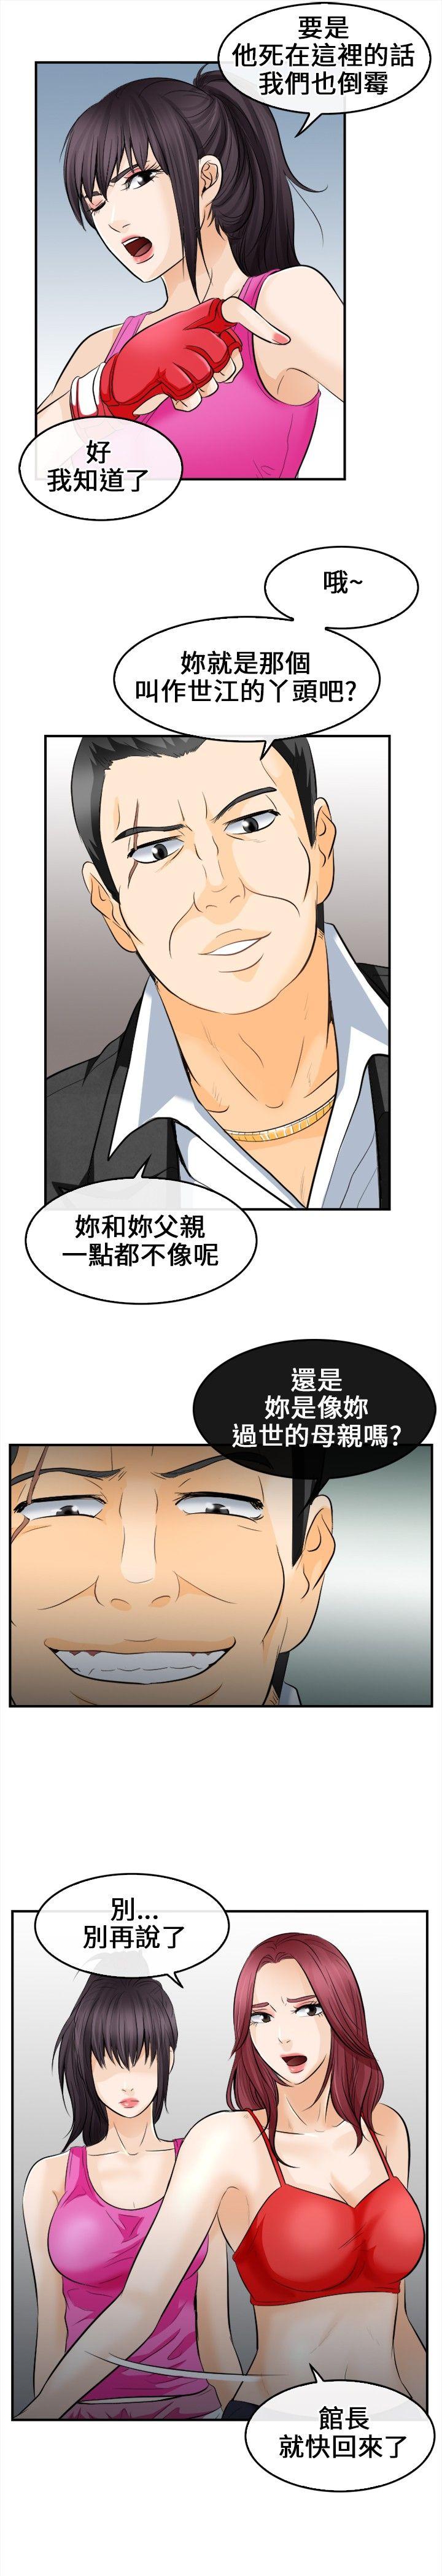 要是
他死在這裡的話
我們也倒霉
好
我知道了
哦~
妳就是那個
叫作世江的丫頭吧?
妳和妳父親
一點都不像呢
還是
妳是像妳
過世的母親嗎?
別...
別再說了
館長
就快回來了